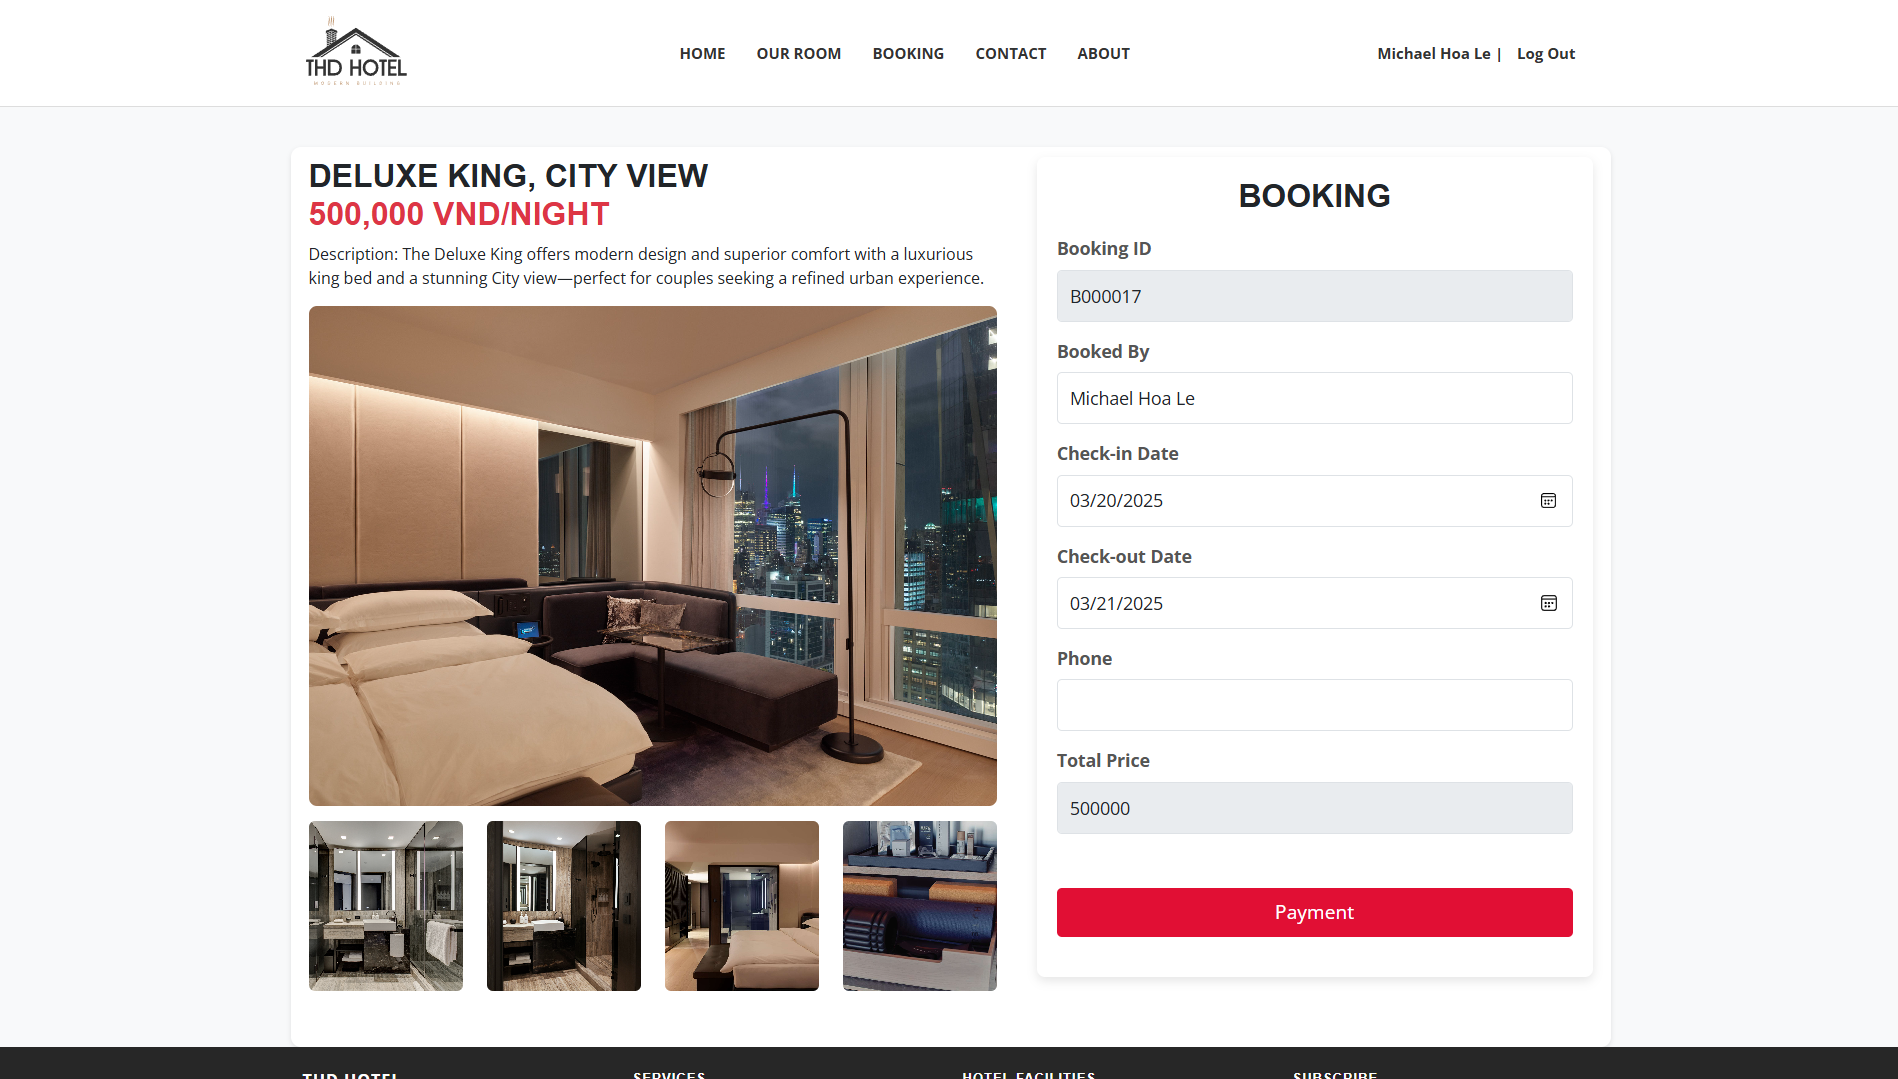 THD HOTEL
MODERN BUILDING
HOME
OUR ROOM
BOOKING
CONTACT
ABOUT
Michael Hoa Le |
Log Out
DELUXE KING, CITY VIEW
500,000 VND/NIGHT
Description: The Deluxe King offers modern design and superior comfort with a luxurious
king bed and a stunning City view—perfect for couples seeking a refined urban experience.
BOOKING
Booking ID
B000017
Booked By
Michael Hoa Le
Check-in Date
03/20/2025
Check-out Date
03/21/2025
Phone
Total Price
500000
Payment
THD HOTEL
SERVICES
HOTEL FACILITIES
SUBSCRIBE